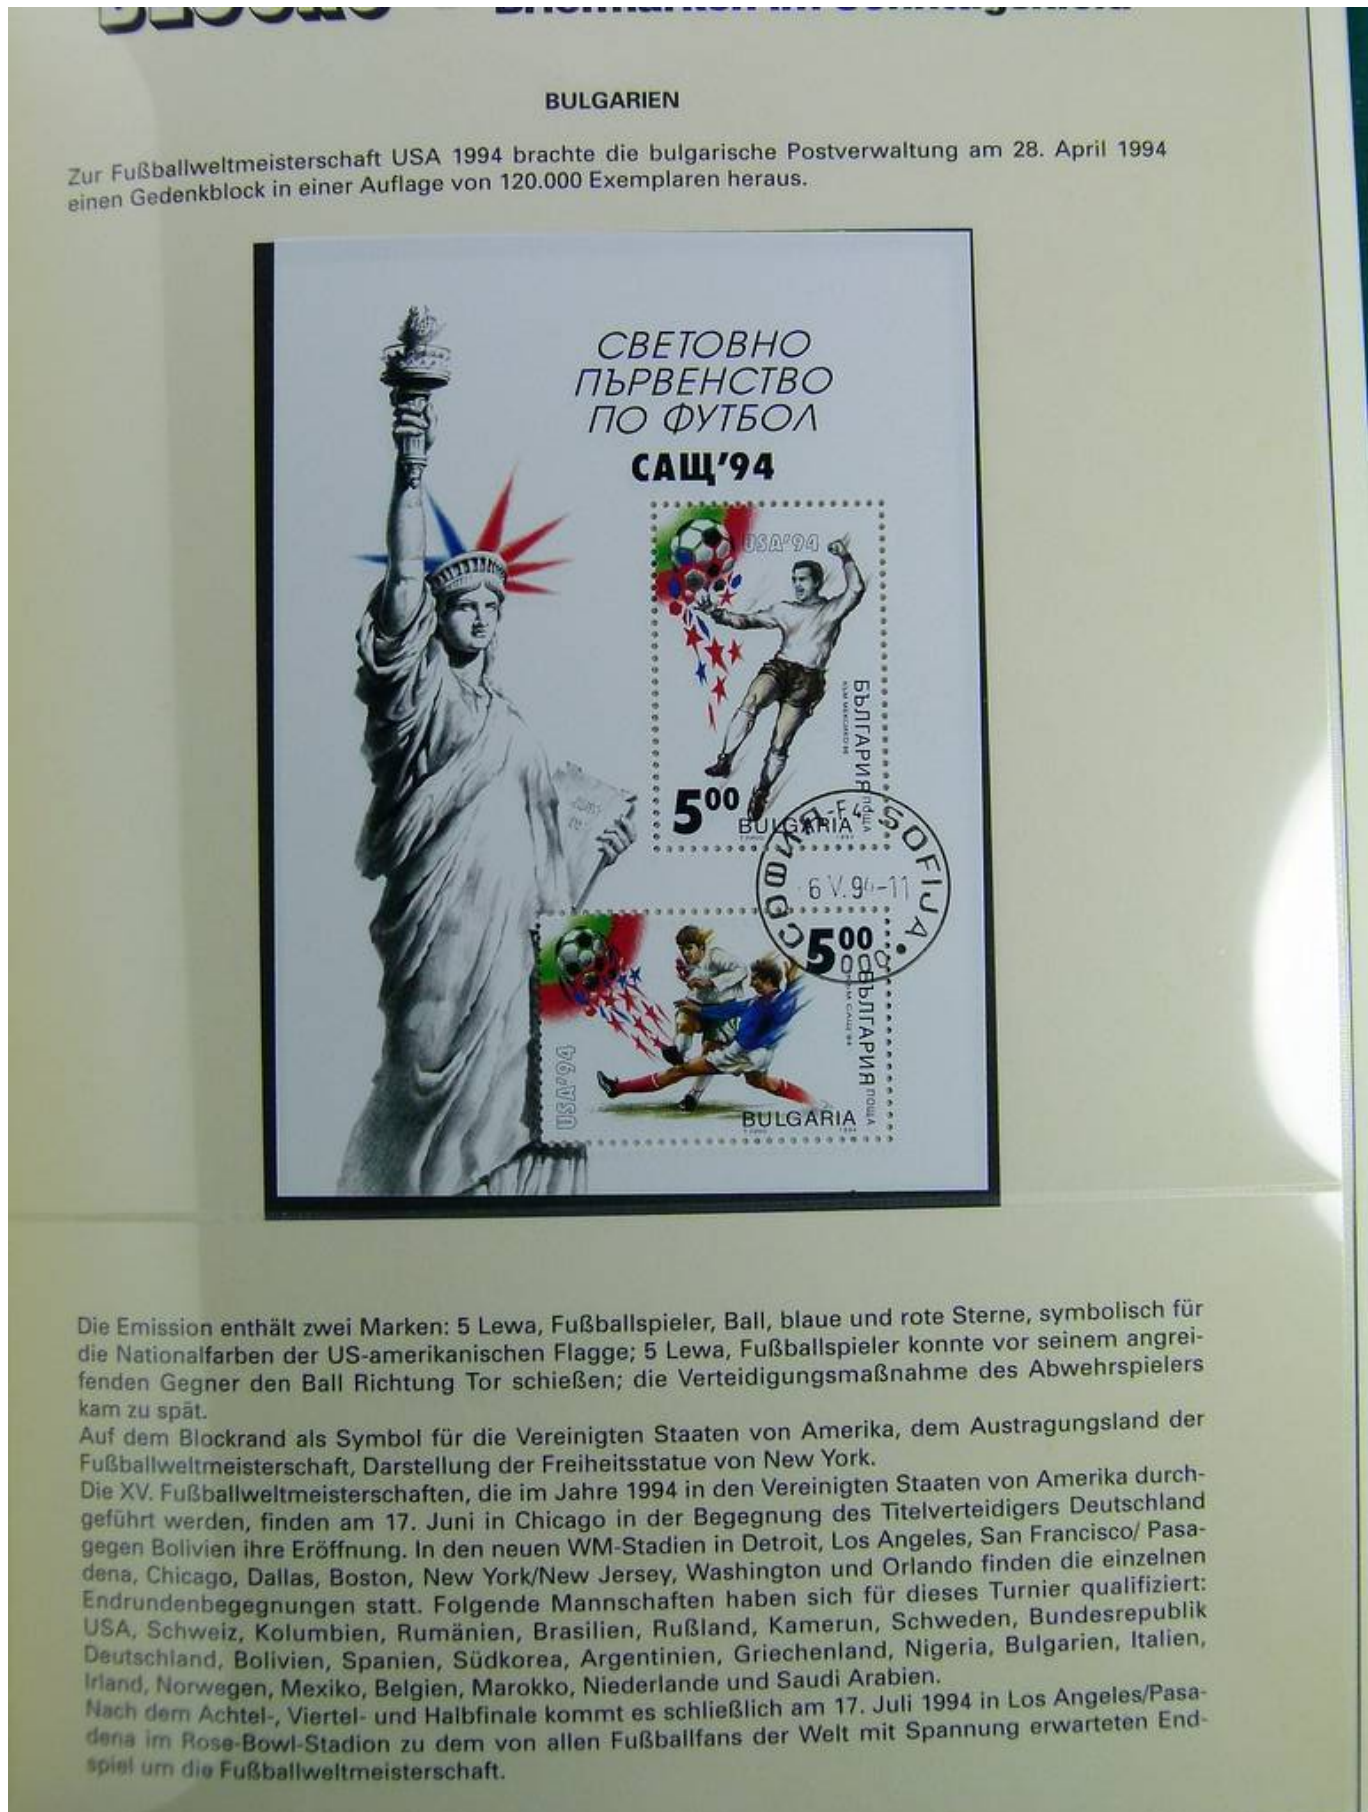 BULGARIEN
Zur Fußballweltmeisterschaft USA 1994 brachte die bulgarische Postverwaltung am 28. April 1994
einen Gedenkblock in einer Auflage von 120.000 Exemplaren heraus.
СВЕТОВНО
ПЪРВЕНСТВО
ПО ФУТБОЛ
САЩ'94
USA'94
БЪЛГАРИЯ ПОЩА
5.00
BULGARIA
СОФИЯ SOFIJA
5.00
БЪЛГАРИЯ ПОЩА
USA'94
BULGARIA
Die Emission enthält zwei Marken: 5 Lewa, Fußballspieler, Ball, blaue und rote Sterne, symbolisch für
die Nationalfarben der US-amerikanischen Flagge; 5 Lewa, Fußballspieler konnte vor seinem angrei-
fenden Gegner den Ball Richtung Tor schießen; die Verteidigungsmaßnahme des Abwehrspielers
kam zu spät.
Auf dem Blockrand als Symbol für die Vereinigten Staaten von Amerika, dem Austragungsland der
Fußballweltmeisterschaft, Darstellung der Freiheitsstatue von New York.
Die XV. Fußballweltmeisterschaften, die im Jahre 1994 in den Vereinigten Staaten von Amerika durch-
geführt werden, finden am 17. Juni in Chicago in der Begegnung des Titelverteidigers Deutschland
gegen Bolivien ihre Eröffnung. In den neuen WM-Stadien in Detroit, Los Angeles, San Francisco/ Pasa-
dena, Chicago, Dallas, Boston, New York/New Jersey, Washington und Orlando finden die einzelnen
Endrundenbegegnungen statt. Folgende Mannschaften haben sich für dieses Turnier qualifiziert:
USA, Schweiz, Kolumbien, Rumänien, Brasilien, Rußland, Kamerun, Schweden, Bundesrepublik
Deutschland, Bolivien, Spanien, Südkorea, Argentinien, Griechenland, Nigeria, Bulgarien, Italien,
Irland, Norwegen, Mexiko, Belgien, Marokko, Niederlande und Saudi Arabien.
Nach dem Achtel-, Viertel- und Halbfinale kommt es schließlich am 17. Juli 1994 in Los Angeles/Pasa-
dena im Rose-Bowl-Stadion zu dem von allen Fußballfans der Welt mit Spannung erwarteten End-
spiel um die Fußballweltmeisterschaft.